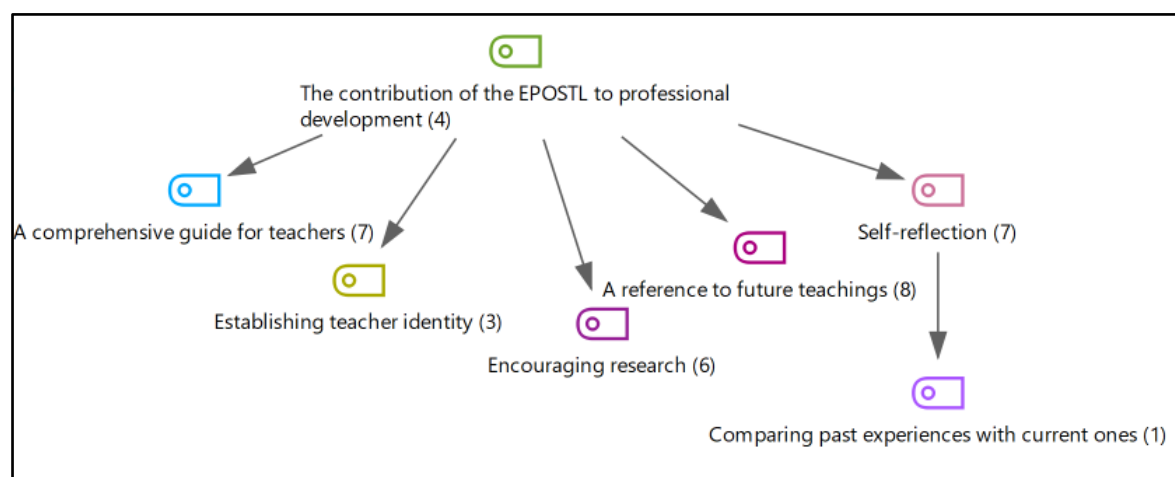 The contribution of the EPOSTL to professional
development (4)
A comprehensive guide for teachers (7)
Self-reflection (7)
A reference to future teachings (8)
Establishing teacher identity (3)
Encouraging research (6)
Comparing past experiences with current ones (1)